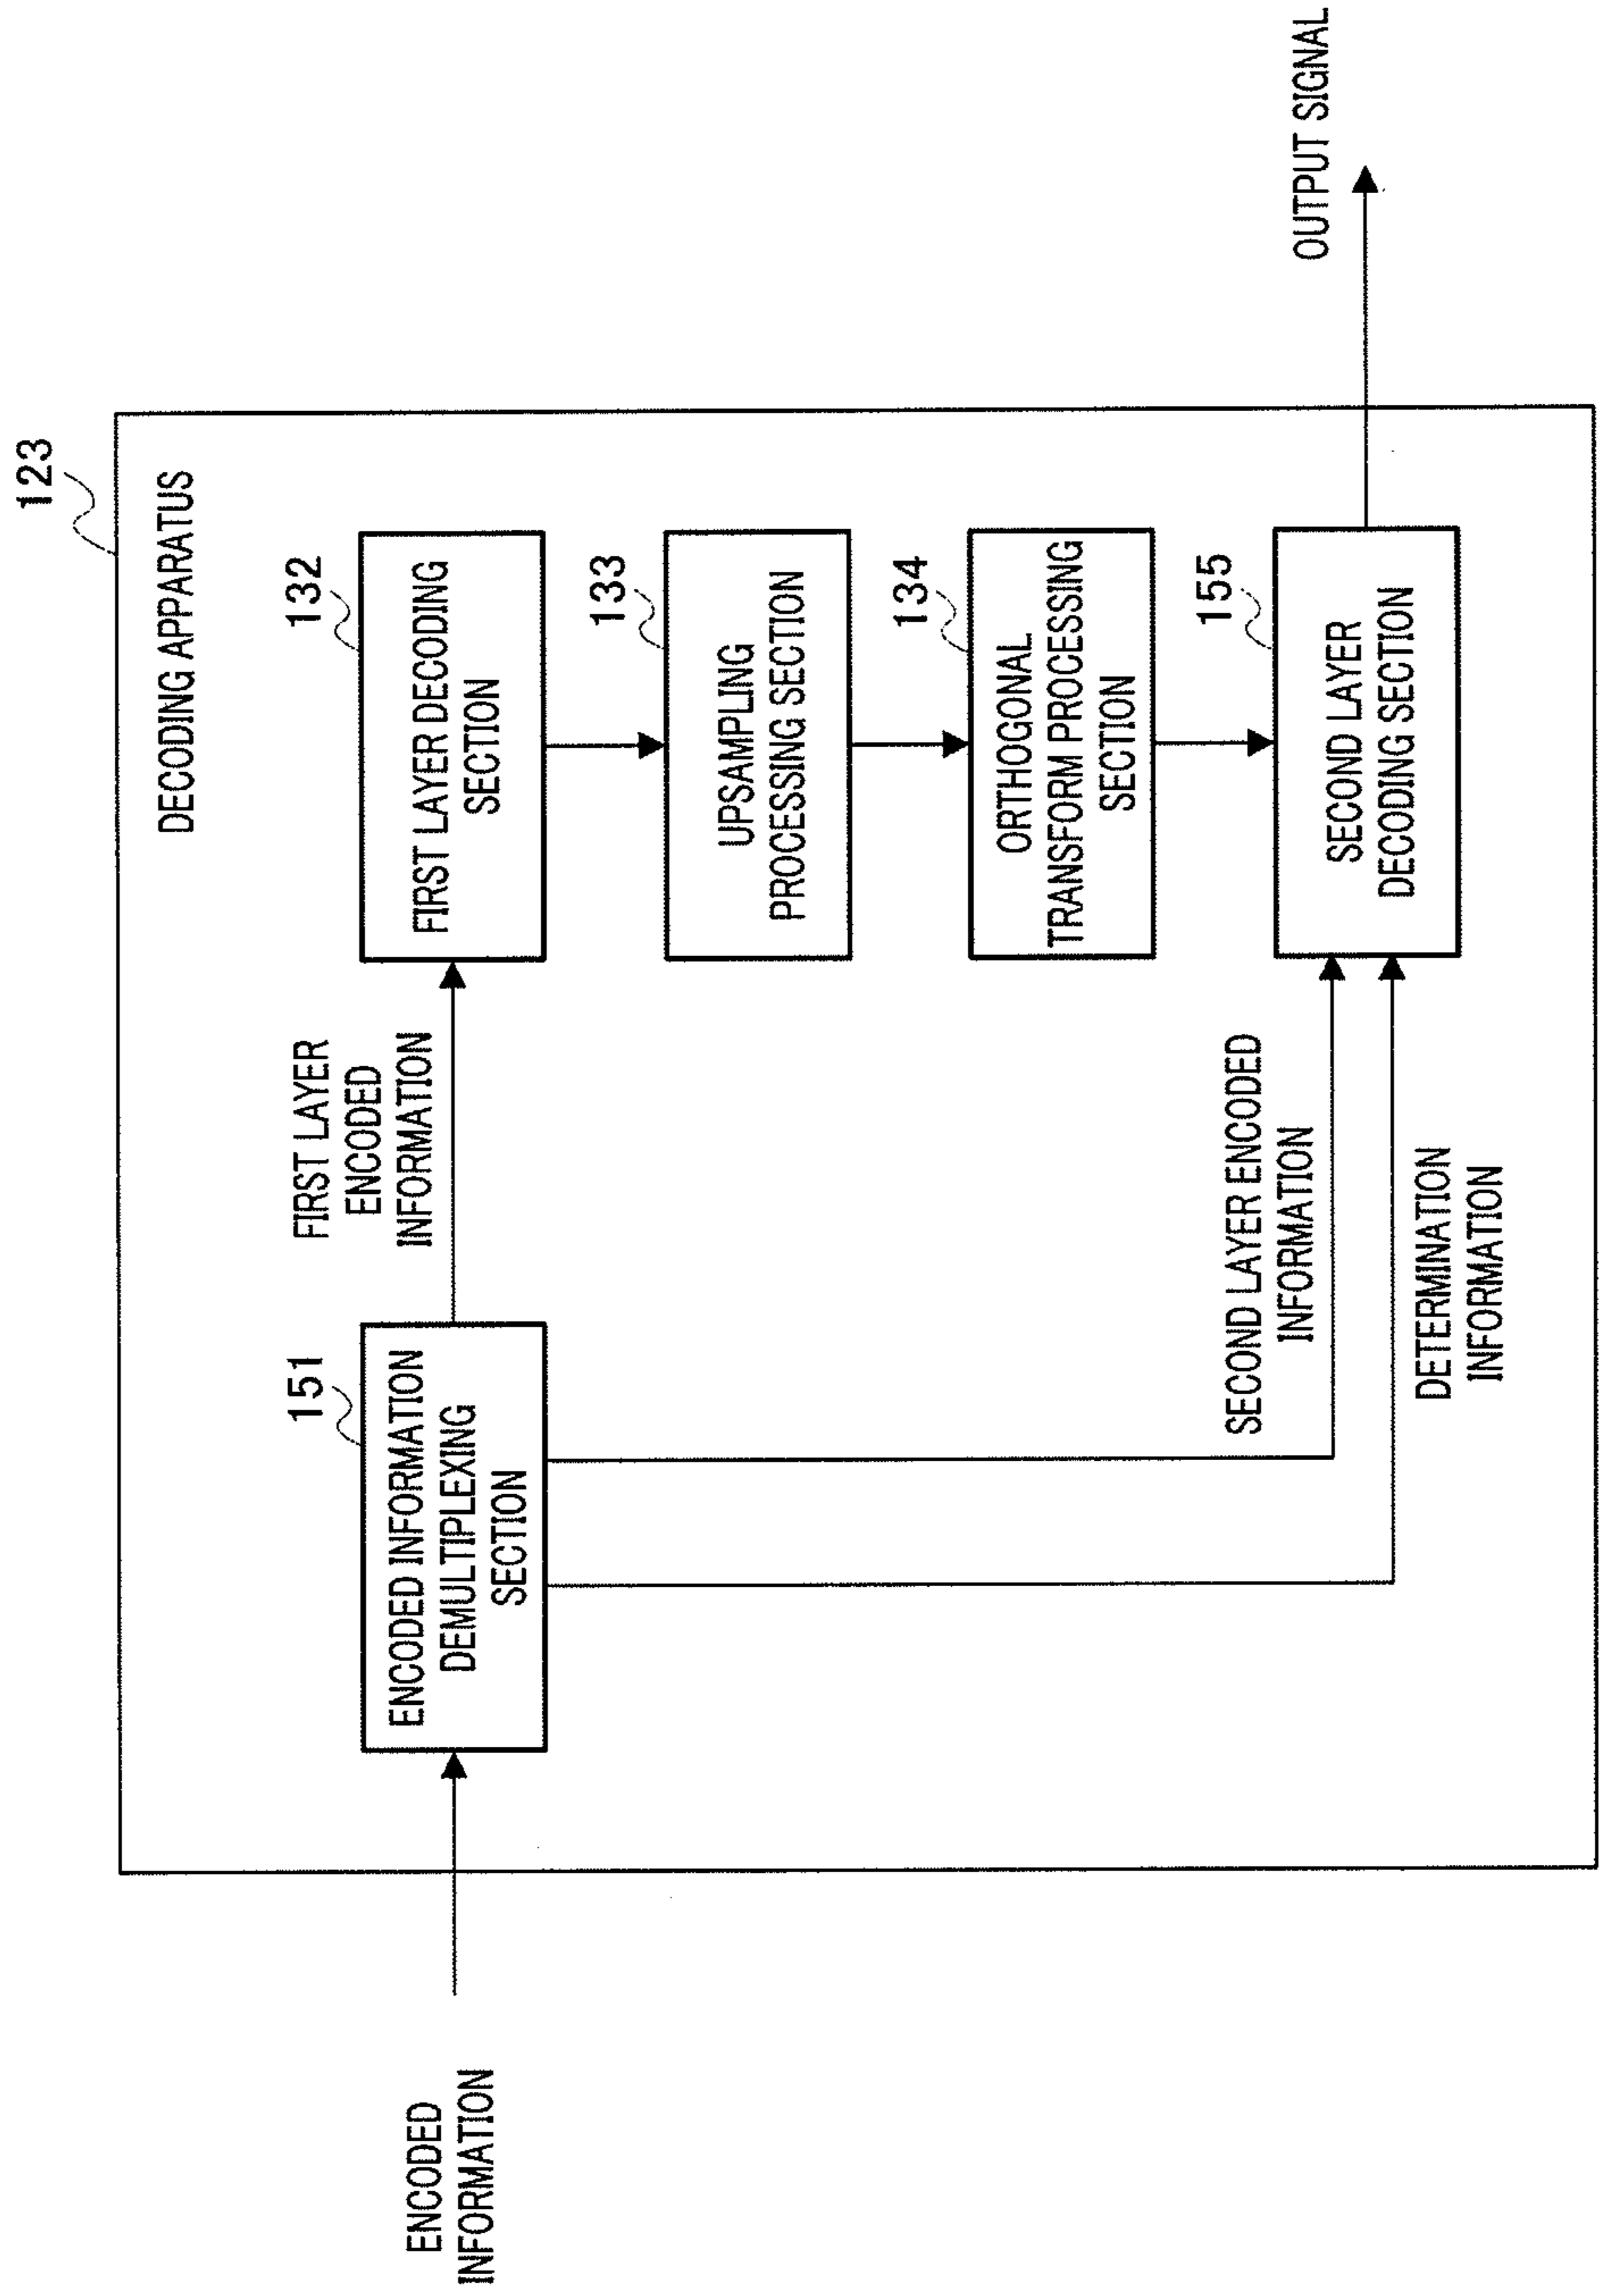 123
DECODING APPARATUS
151
ENCODED INFORMATION
DEMULTIPLEXING
SECTION
FIRST LAYER
ENCODED
INFORMATION
132
FIRST LAYER DECODING
SECTION
133
UPSAMPLING
PROCESSING SECTION
134
ORTHOGONAL
TRANSFORM PROCESSING
SECTION
155
SECOND LAYER
DECODING SECTION
SECOND LAYER ENCODED
INFORMATION
DETERMINATION
INFORMATION
ENCODED
INFORMATION
OUTPUT SIGNAL